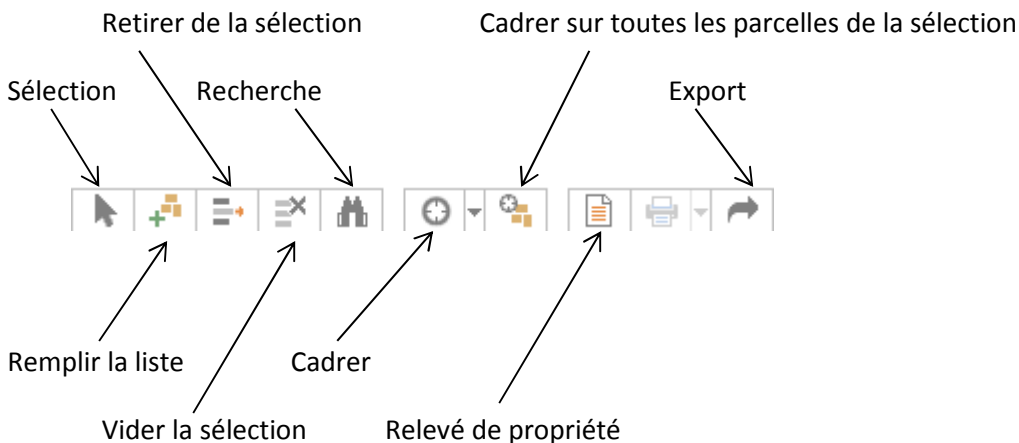 Retirer de la sélection
Cadrer sur toutes les parcelles de la sélection
Sélection
Recherche
Export
Remplir la liste
Cadrer
Vider la sélection
Relevé de propriété